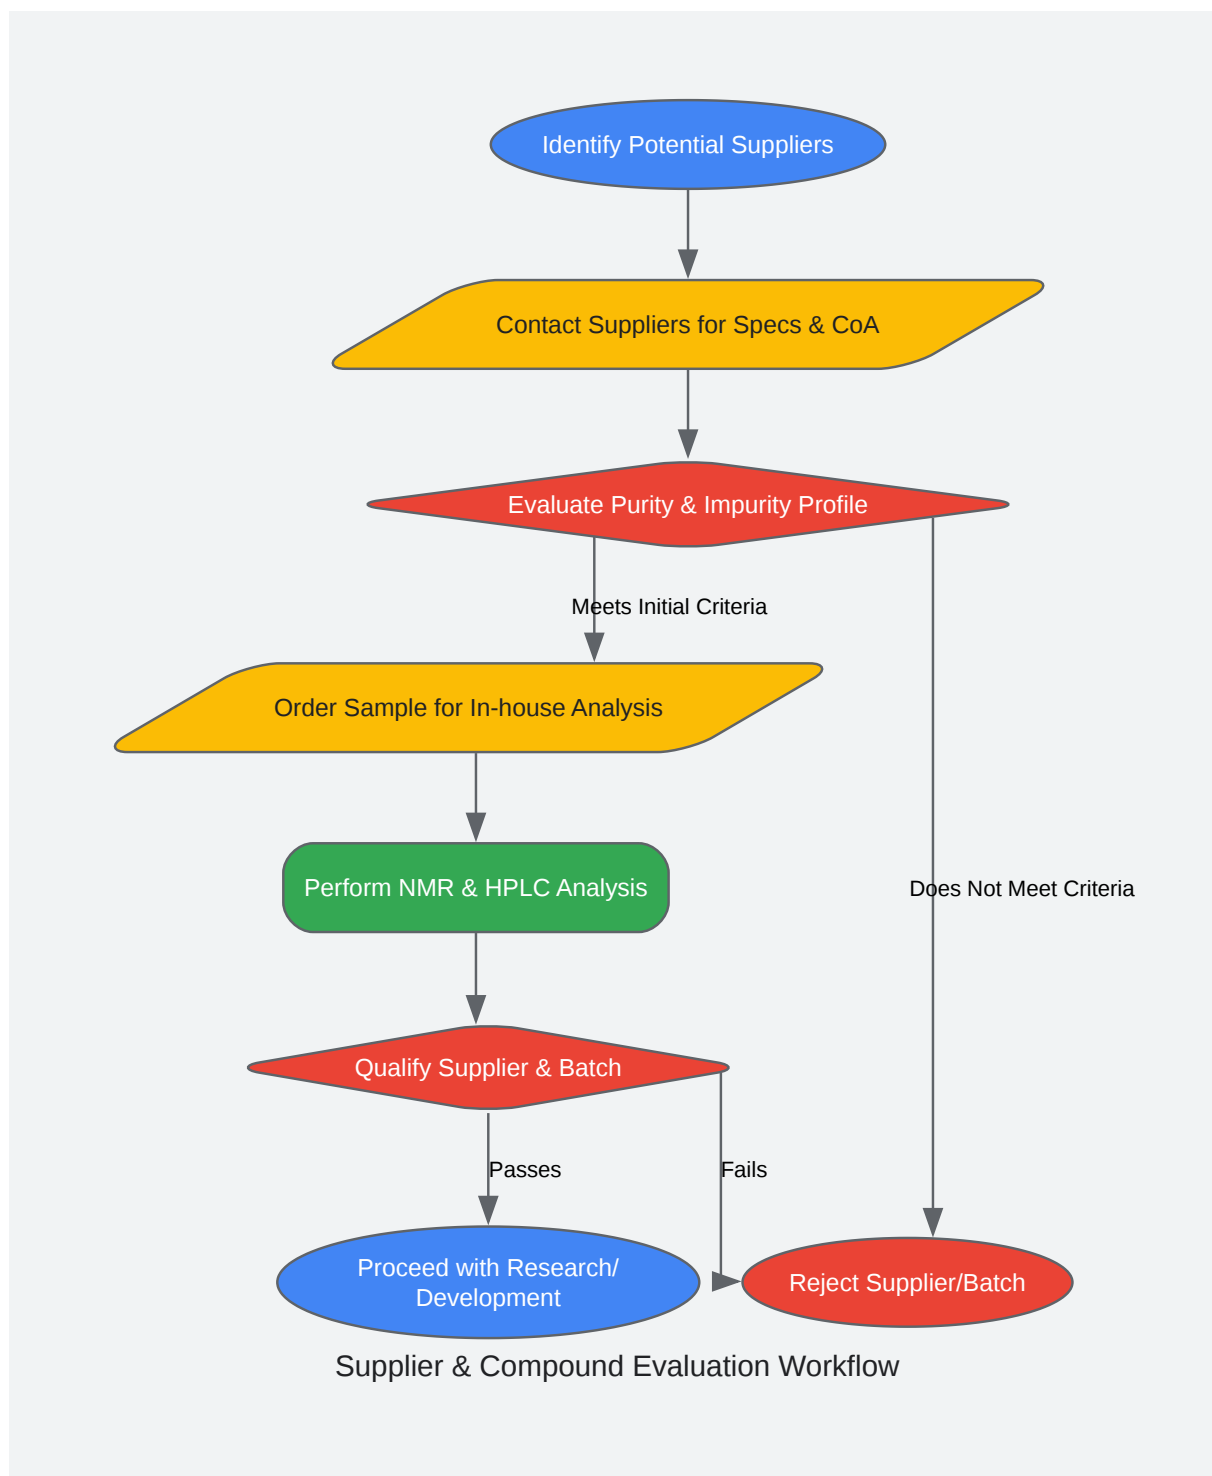 Identify Potential Suppliers
Contact Suppliers for Specs & CoA
Evaluate Purity & Impurity Profile
Meets Initial Criteria
Order Sample for In-house Analysis
Perform NMR & HPLC Analysis
Does Not Meet Criteria
Qualify Supplier & Batch
Passes
Fails
Proceed with Research/
Development
Reject Supplier/Batch
Supplier & Compound Evaluation Workflow